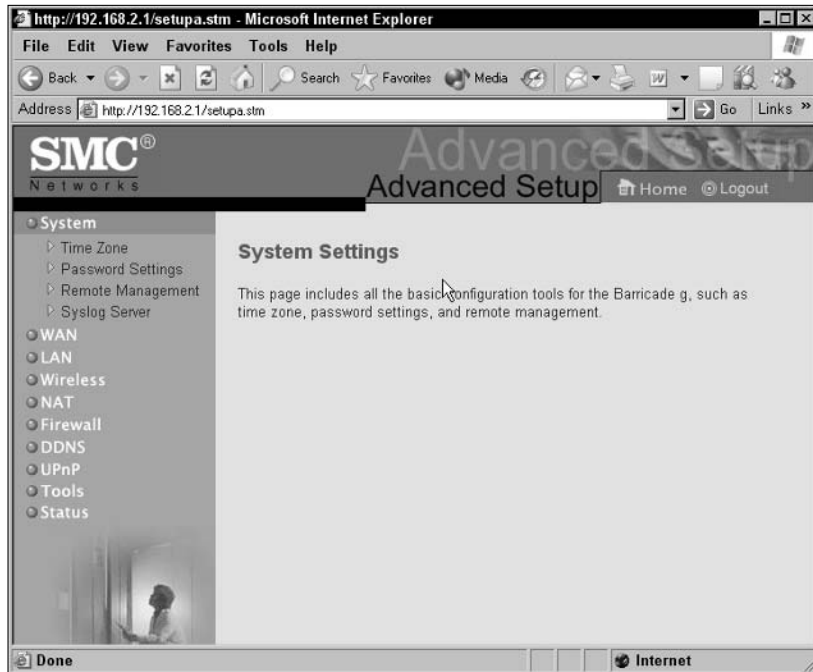 http://192.168.2.1/setupa.stm - Microsoft Internet Explorer
File Edit View Favorites Tools Help
Back Search Favorites Media W
Address http://192.168.2.1/setupa.stm Go Links »
SMC®
Networks
Advanced Setup
Advanced Setup
Home Logout
System
Time Zone
Password Settings
Remote Management
Syslog Server
WAN
LAN
Wireless
NAT
Firewall
DDNS
UPnP
Tools
Status
System Settings
This page includes all the basic configuration tools for the Barricade g, such as
time zone, password settings, and remote management.
Done Internet